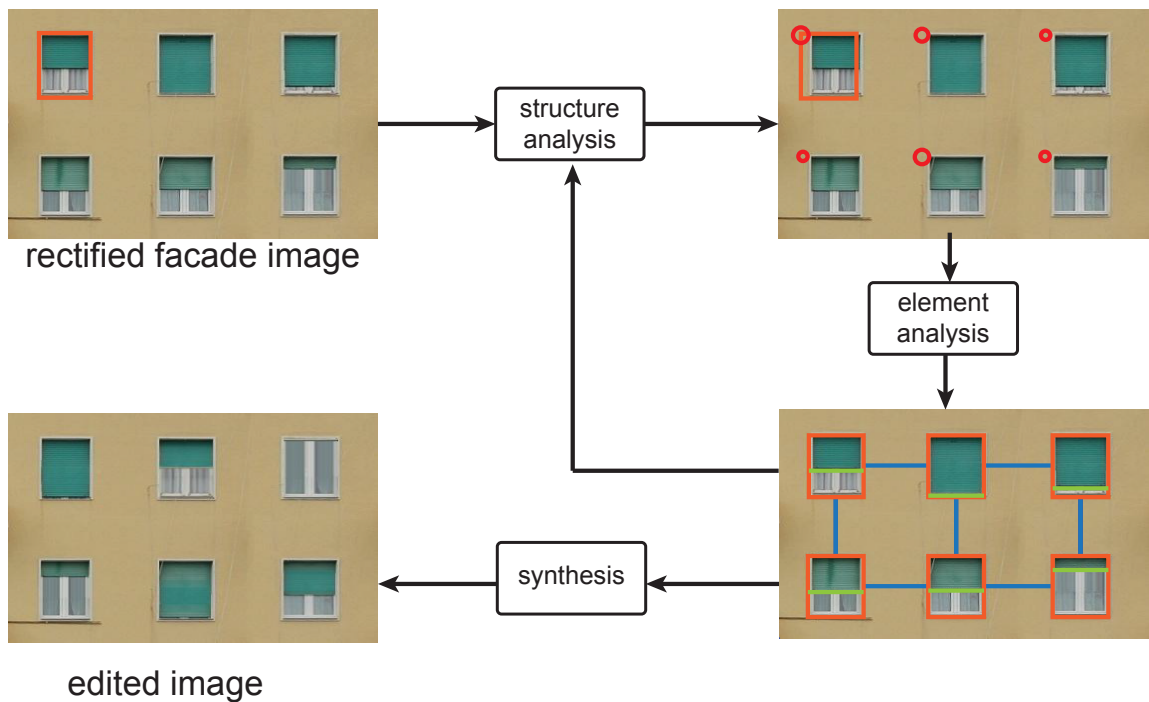 structure
analysis
rectified facade image
element
analysis
synthesis
edited image